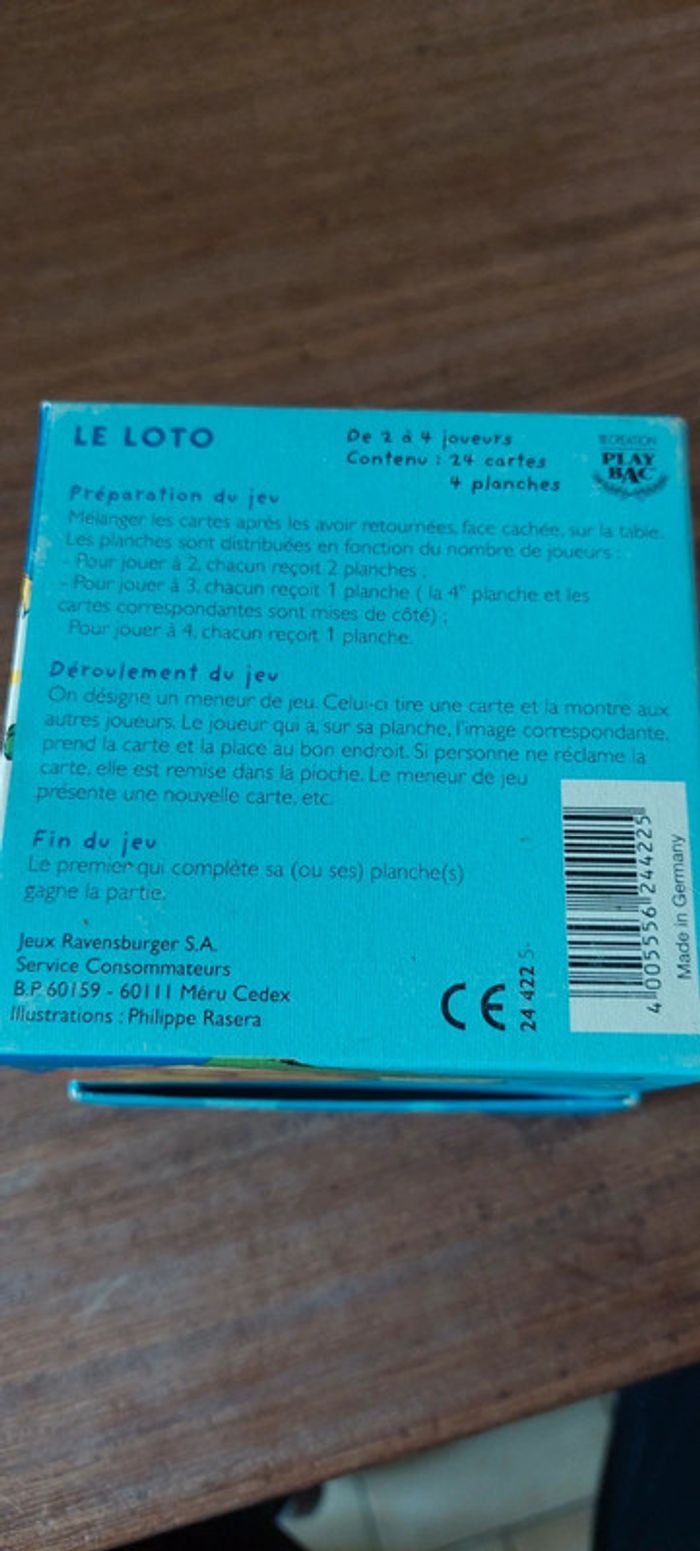 LE LOTO
De 2 à 4 joueurs
Contenu : 24 cartes
4 planches
CREATION
PLAY
BAC
Préparation du jeu
Mélanger les cartes après les avoir retournées, face cachée, sur la table.
Les planches sont distribuées en fonction du nombre de joueurs :
- Pour jouer à 2, chacun reçoit 2 planches ;
- Pour jouer à 3, chacun reçoit 1 planche ( la 4e planche et les
cartes correspondantes sont mises de côté) ;
Pour jouer à 4, chacun reçoit 1 planche.
Déroulement du jeu
On désigne un meneur de jeu. Celui-ci tire une carte et la montre aux
autres joueurs. Le joueur qui a, sur sa planche, l'image correspondante,
prend la carte et la place au bon endroit. Si personne ne réclame la
carte, elle est remise dans la pioche. Le meneur de jeu
présente une nouvelle carte, etc.
Fin du jeu
Le premier qui complète sa (ou ses) planche(s)
gagne la partie.
Jeux Ravensburger S.A.
Service Consommateurs
B.P. 60159 - 60111 Méru Cedex
Illustrations : Philippe Rasera
CE
24 422 5-
4 005556 244225
Made in Germany